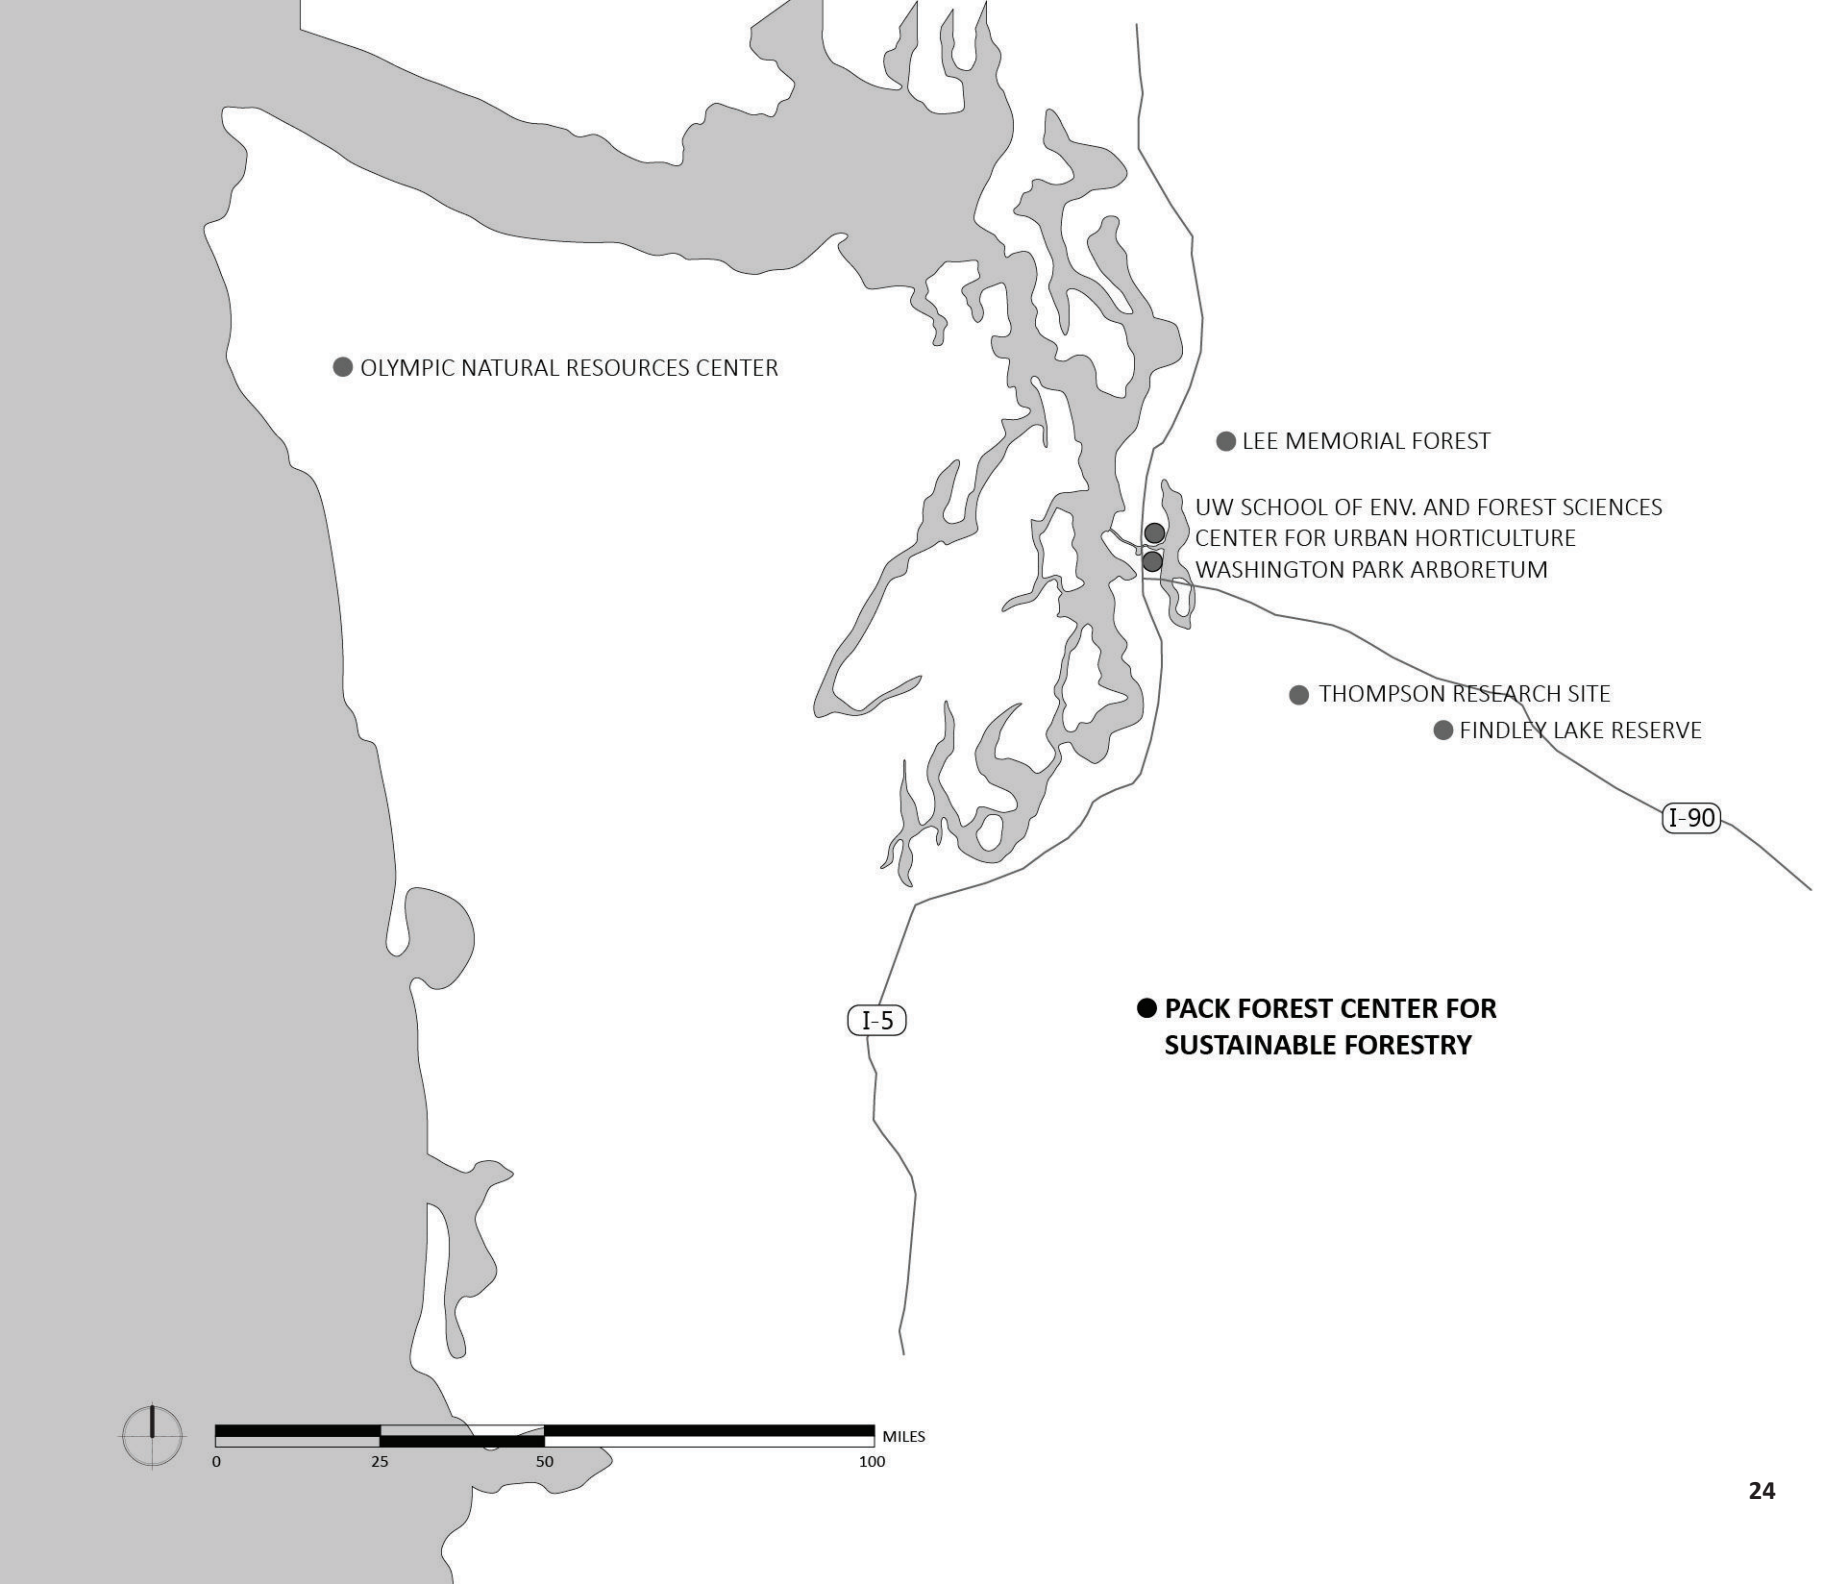 OLYMPIC NATURAL RESOURCES CENTER
LEE MEMORIAL FOREST
UW SCHOOL OF ENV. AND FOREST SCIENCES
CENTER FOR URBAN HORTICULTURE
WASHINGTON PARK ARBORETUM
THOMPSON RESEARCH SITE
FINDLEY LAKE RESERVE
I-90
PACK FOREST CENTER FOR
SUSTAINABLE FORESTRY
I-5
MILES
0 25 50 100
24